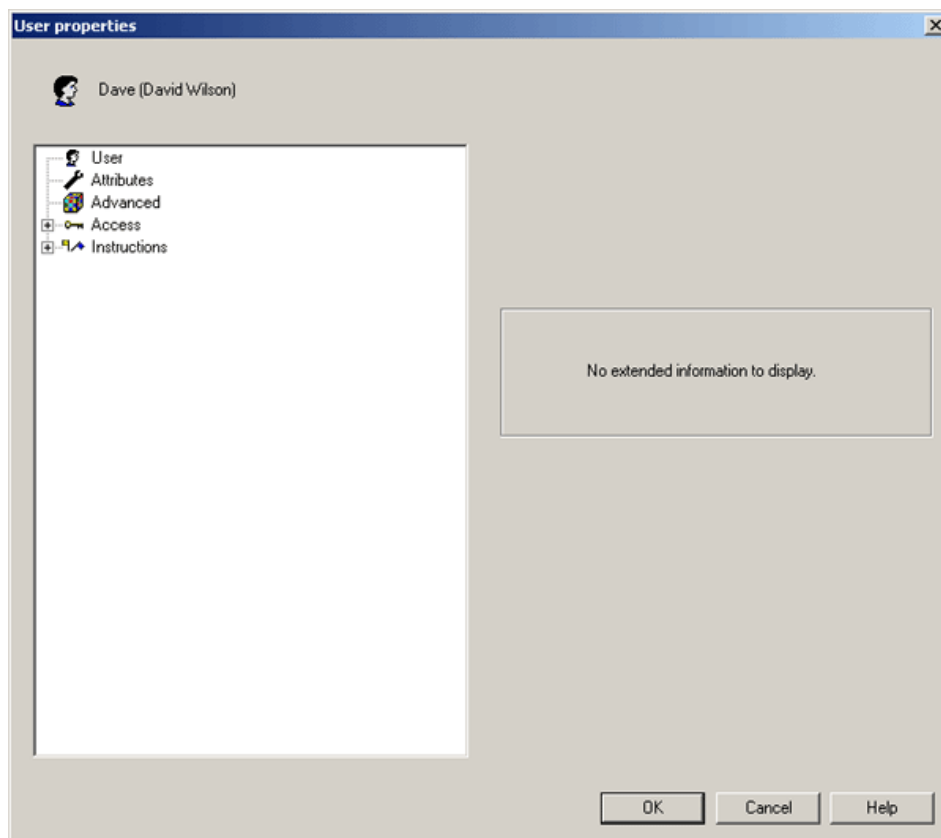 User properties
Dave (David Wilson)
User
Attributes
Advanced
Access
Instructions
No extended information to display.
OK
Cancel
Help